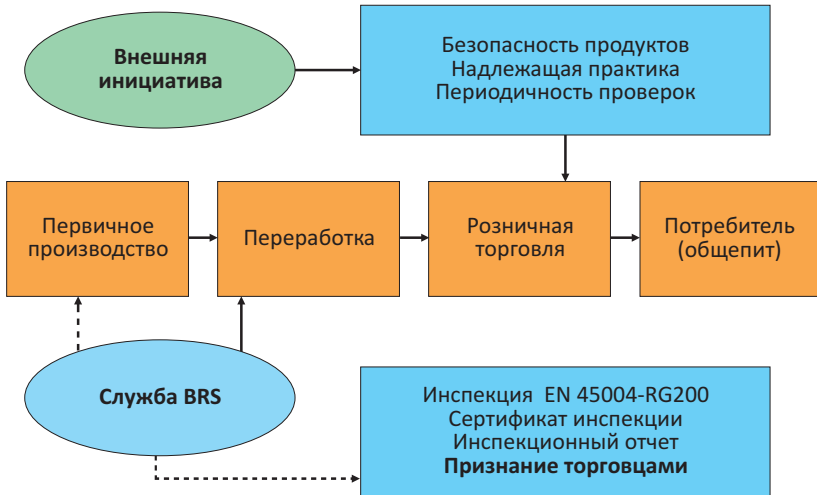 Внешняя
инициатива
Безопасность продуктов
Надлежащая практика
Периодичность проверок
Первичное
производство
Переработка
Розничная
торговля
Потребитель
(общепит)
Служба BRS
Инспекция EN 45004-RG200
Сертификат инспекции
Инспекционный отчет
Признание торговцами